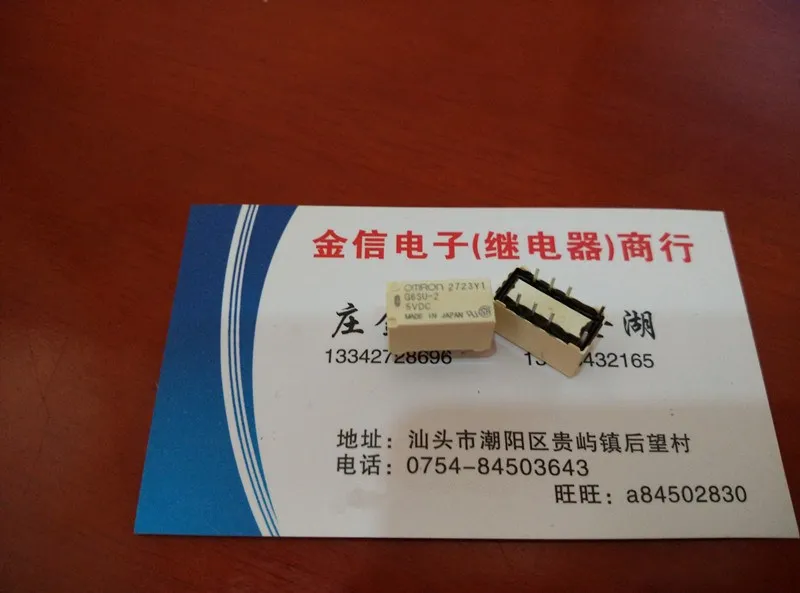 金信电子(继电器)商行
OMRON 2723Y1
G6SU-2
5VDC
MADE IN JAPAN
庄 湖
13342728696 432165
地址：汕头市潮阳区贵屿镇后望村
电话：0754-84503643
旺旺：a84502830